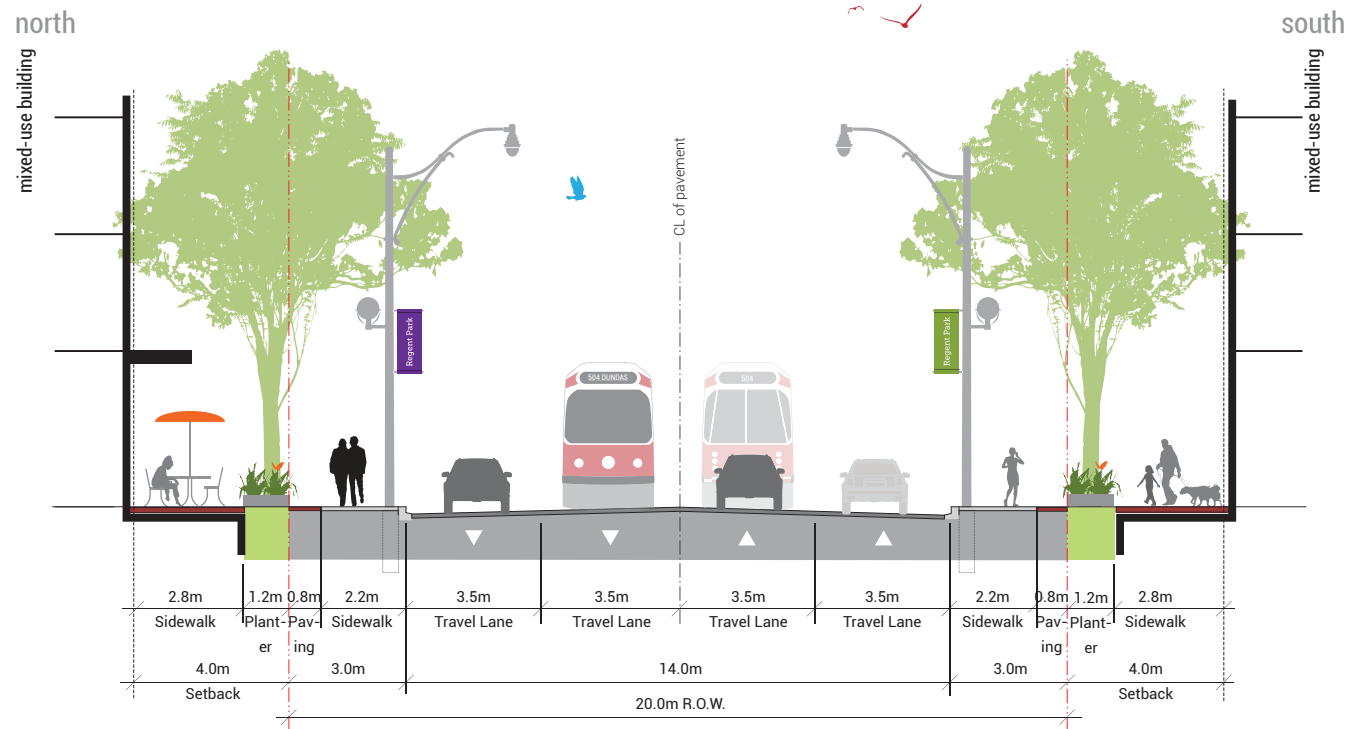 north
south
mixed-use building
mixed-use building
CL of pavement
Regent Park
Regent Park
504 DUNDAS
504
2.8m
1.2m
0.8m
2.2m
3.5m
3.5m
3.5m
3.5m
2.2m
0.8m
1.2m
2.8m
Sidewalk
Plant-
er
Pav-
ing
Sidewalk
Travel Lane
Travel Lane
Travel Lane
Travel Lane
Sidewalk
Pav-
ing
Plant-
er
Sidewalk
4.0m
3.0m
14.0m
3.0m
4.0m
Setback
Setback
20.0m R.O.W.